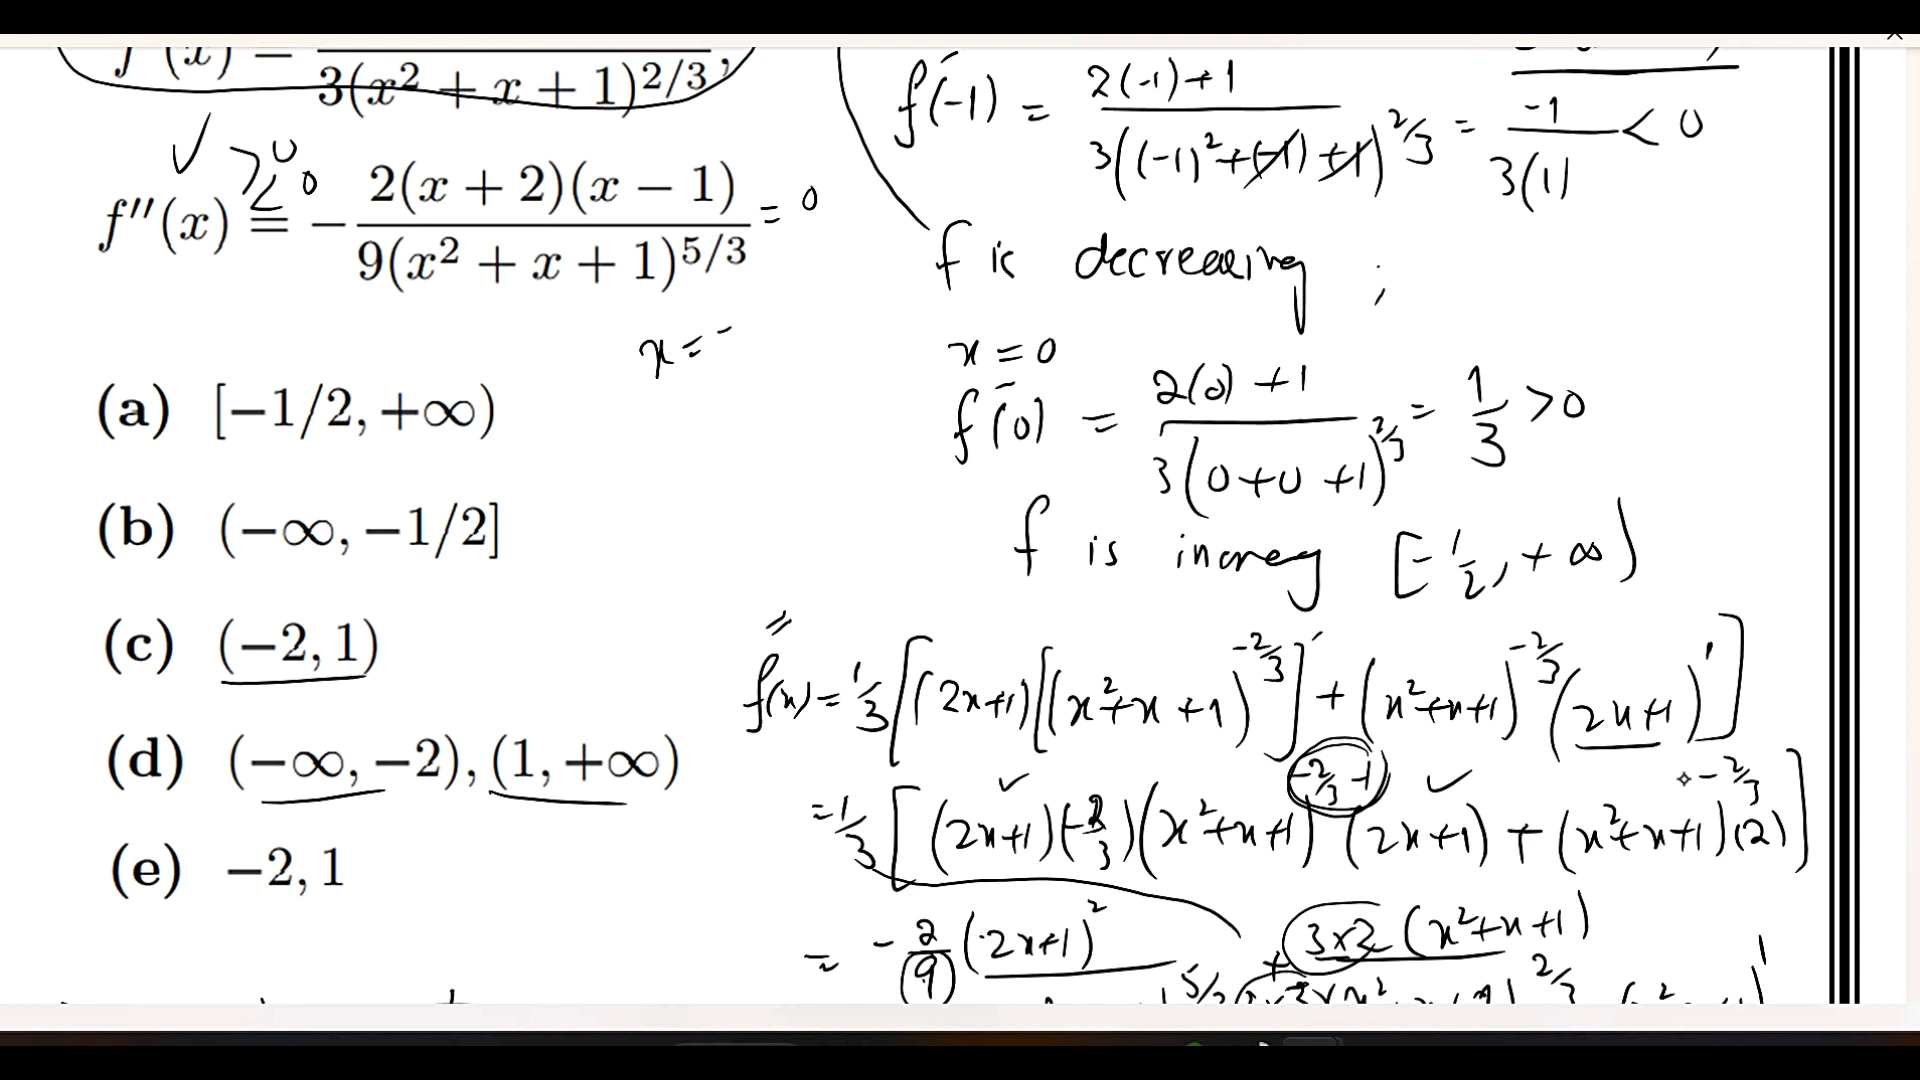 f′(x) = ———
3(x² + x + 1)^{2/3},
✓ > 0
< 0
f″(x) = − 2(x + 2)(x − 1) / 9(x² + x + 1)^{5/3} = 0
x = -
(a) [−1/2, +∞)
(b) (−∞, −1/2]
(c) (−2, 1)
(d) (−∞, −2), (1, +∞)
(e) −2, 1
f′(-1) = 2(-1)+1 / 3((-1)²+(-1)+1)^{2/3} = -1 / 3(1) < 0
f is decreasing ;
x = 0
f′(0) = 2(0)+1 / 3(0+0+1)^{2/3} = 1/3 > 0
f is increg [-1/2, +∞)
f″(x) = 1/3 [(2x+1)[(x²+x+1)^{-2/3}]′ + (x²+x+1)^{-2/3} (2x+1)′]
= 1/3 [(2x+1)(-2/3)(x²+x+1)^{-2/3 -1} (2x+1) + (x²+x+1)^{-2/3} (2)]
= -2/9 (2x+1)² + 3×2 (x²+x+1)